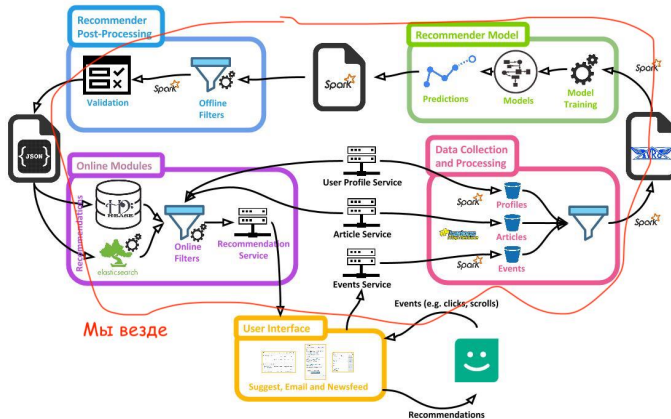 Recommender
Post-Processing
Validation
Spark
Offline
Filters
Spark
Recommender Model
Predictions
Models
Model
Training
Spark
{JSON}
Online Modules
Recommendations
elasticsearch
Online
Filters
Recommendation
Service
User Profile Service
Article Service
Events Service
Data Collection
and Processing
Spark
Profiles
Articles
Spark
Events
Spark
Мы везде
User Interface
Suggest, Email and Newsfeed
Events (e.g. clicks, scrolls)
Recommendations